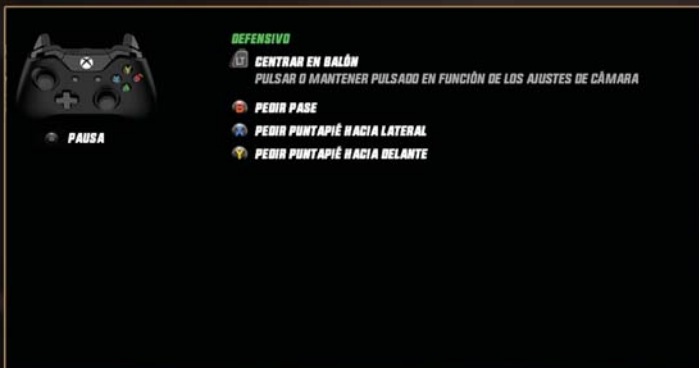 DEFENSIVO
LT CENTRAR EN BALÓN
PULSAR O MANTENER PULSADO EN FUNCIÓN DE LOS AJUSTES DE CÁMARA
B PEDIR PASE
X PEDIR PUNTAPIÉ HACIA LATERAL
Y PEDIR PUNTAPIÉ HACIA DELANTE
PAUSA